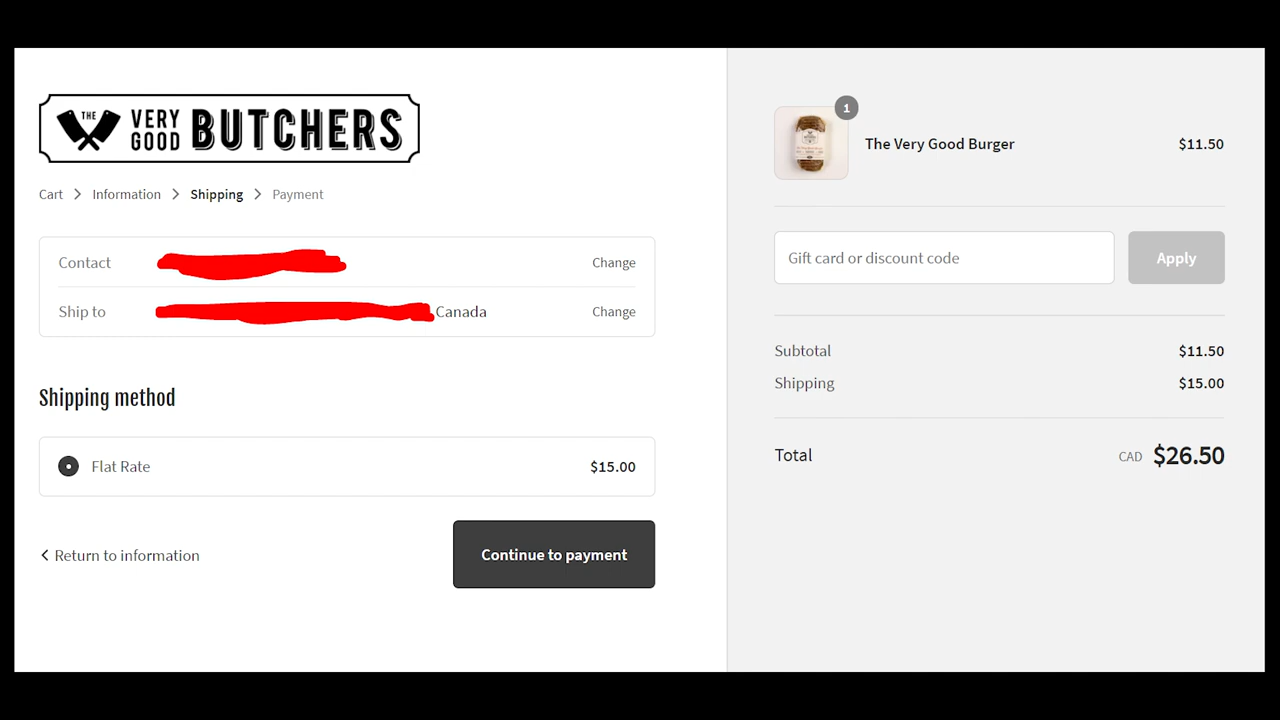 THE VERY GOOD BUTCHERS
Cart > Information > Shipping > Payment
Contact Change
Ship to Canada Change
Shipping method
Flat Rate $15.00
< Return to information
Continue to payment
1
The Very Good Burger $11.50
Gift card or discount code
Apply
Subtotal $11.50
Shipping $15.00
Total CAD $26.50